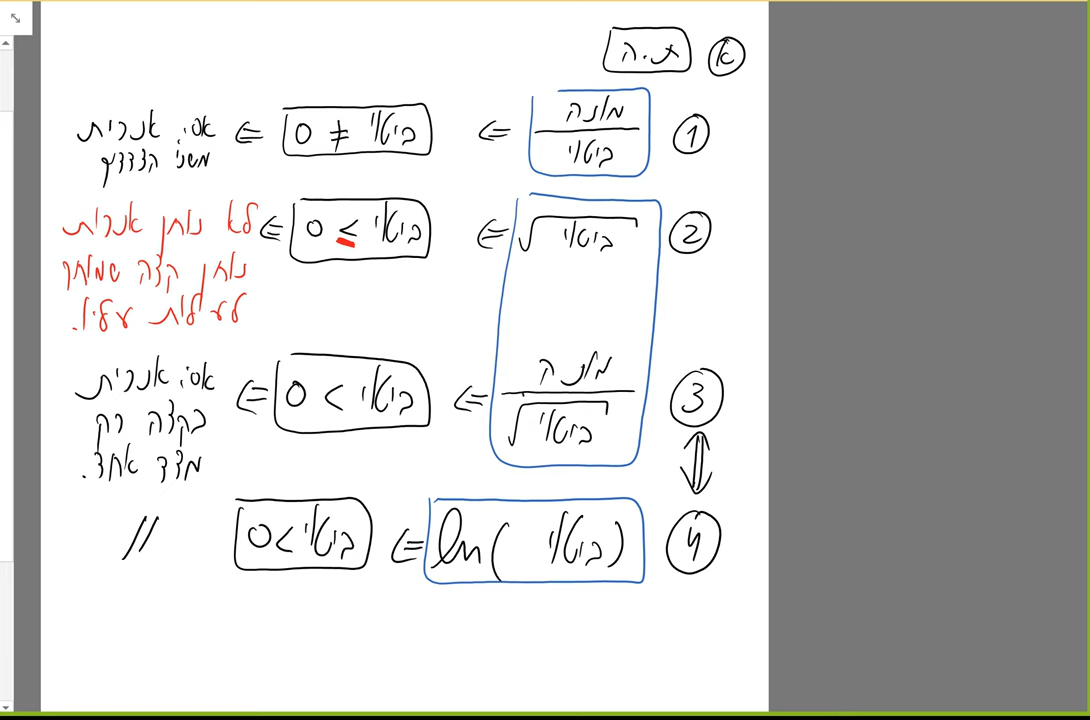 א ת.ה
① מונה / ביטוי ⇐ ביטוי ≠ 0 ⇐ אסי. אנכית
משני הצדדים
② √ביטוי ⇐ 0 ≤ ביטוי ⇐ לא נותן אנכית
נותן קצה שמותר
לעלות עליו.
③ מונה / √ביטוי ⇐ 0 < ביטוי ⇐ אסי. אנכית
בקצה רק
מצד אחד.
⇕
④ ln(ביטוי) ⇐ 0 < ביטוי //